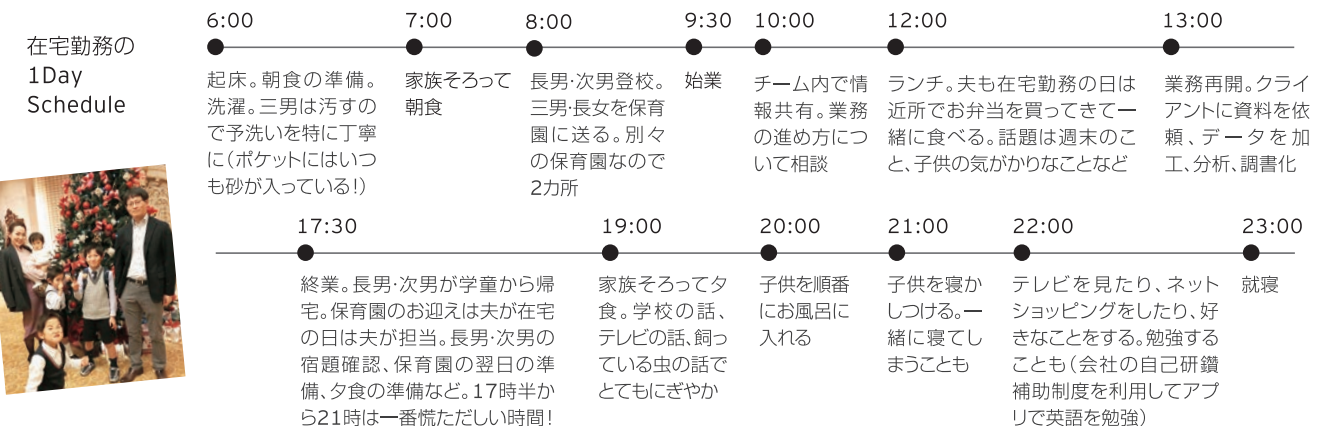 在宅勤務の
1Day
Schedule
6:00
起床。朝食の準備。
洗濯。三男は汚すの
で予洗いを特に丁寧
に(ポケットにはいつ
も砂が入っている!)
7:00
家族そろって
朝食
8:00
長男・次男登校。
三男・長女を保育
園に送る。別々
の保育園なので
2カ所
9:30
始業
10:00
チーム内で情
報共有。業務
の進め方につ
いて相談
12:00
ランチ。夫も在宅勤務の日は
近所でお弁当を買ってきて一
緒に食べる。話題は週末のこ
と、子供の気がかりなことなど
13:00
業務再開。クライ
アントに資料を依
頼、データを加
工、分析、調書化
17:30
終業。長男・次男が学童から帰
宅。保育園のお迎えは夫が在宅
の日は夫が担当。長男・次男の
宿題確認、保育園の翌日の準
備、夕食の準備など。17時半か
ら21時は一番慌ただしい時間!
19:00
家族そろって夕
食。学校の話、
テレビの話、飼っ
ている虫の話で
とてもにぎやか
20:00
子供を順番
にお風呂に
入れる
21:00
子供を寝か
しつける。一
緒に寝てし
まうことも
22:00
テレビを見たり、ネット
ショッピングをしたり、好
きなことをする。勉強する
ことも(会社の自己研鑽
補助制度を利用してアプ
リで英語を勉強)
23:00
就寝